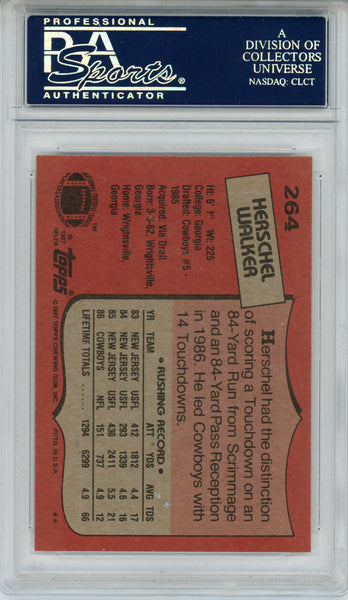 PROFESSIONAL
PSA
Sports
AUTHENTICATOR
A
DIVISION OF
COLLECTORS
UNIVERSE
NASDAQ: CLCT
264
HERSCHEL
WALKER
Ht: 6' 1" Wt: 225
College: Georgia
Drafted: Cowboys #5 -
1985
Acquired: Via Draft
Born: 3-3-62, Wrightsville,
Georgia
Home: Wrightsville,
Georgia
TM
© 1987
NFLPA
topps
© 1987 TOPPS CHEWING GUM, INC.
PRTD. IN U.S.A.
Herschel had the distinction
of scoring a Touchdown on an
84-Yard Run from Scrimmage
and an 84-Yard Pass Reception
in 1986. He led Cowboys with
14 Touchdowns.
• RUSHING RECORD •
YR TEAM ATT YDS AVG TDS
83 NEW JERSEY USFL 412 1812 4.4 17
84 NEW JERSEY USFL 293 1339 4.6 16
85 NEW JERSEY USFL 438 2411 5.5 21
86 COWBOYS NFL 151 737 4.9 12
LIFETIME TOTALS 1294 6299 4.9 66